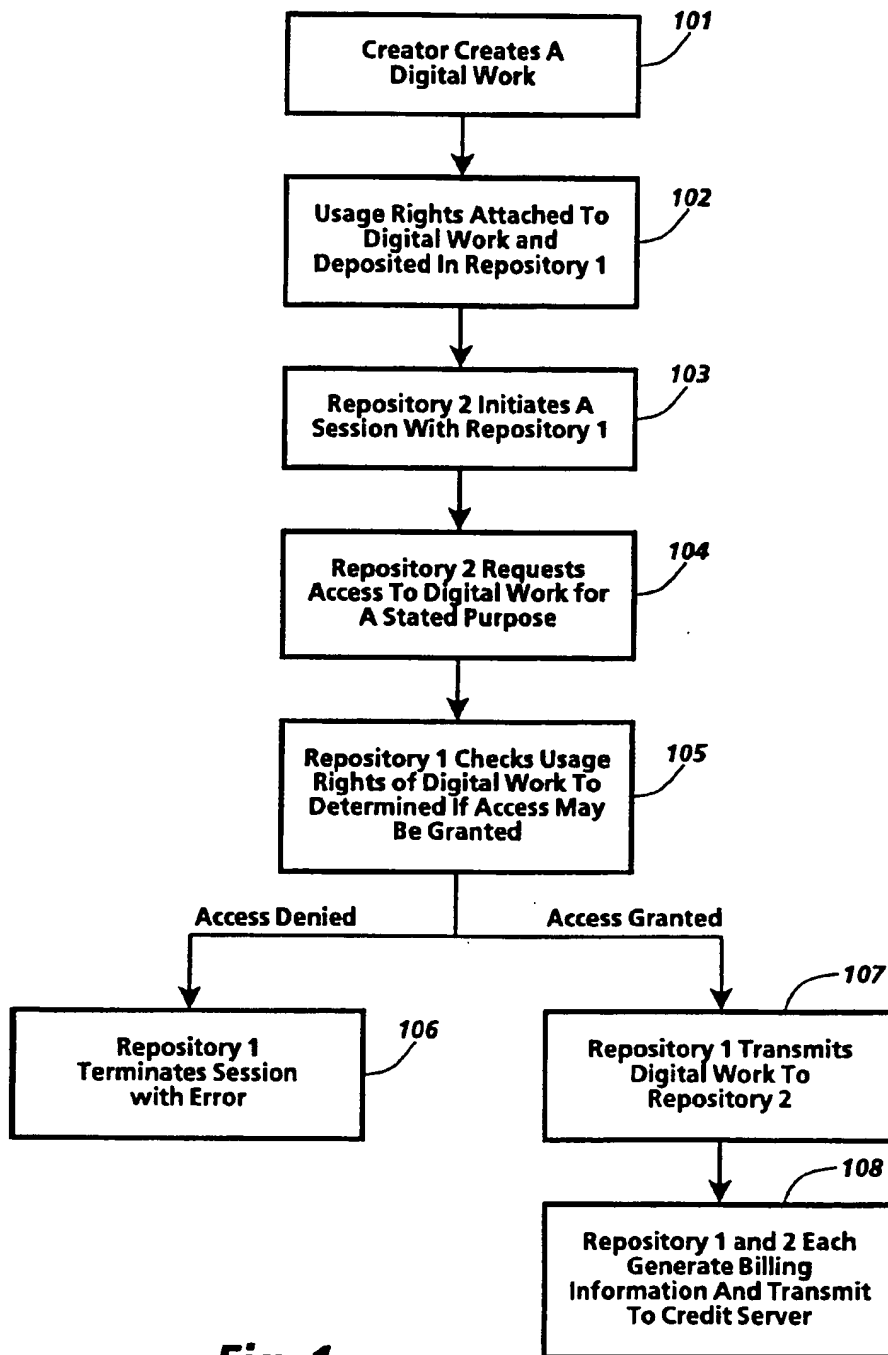 101
Creator Creates A
Digital Work
102
Usage Rights Attached To
Digital Work and
Deposited In Repository 1
103
Repository 2 Initiates A
Session With Repository 1
104
Repository 2 Requests
Access To Digital Work for
A Stated Purpose
105
Repository 1 Checks Usage
Rights of Digital Work To
Determined If Access May
Be Granted
Access Denied
Access Granted
106
Repository 1
Terminates Session
with Error
107
Repository 1 Transmits
Digital Work To
Repository 2
108
Repository 1 and 2 Each
Generate Billing
Information And Transmit
To Credit Server
Fig. 1